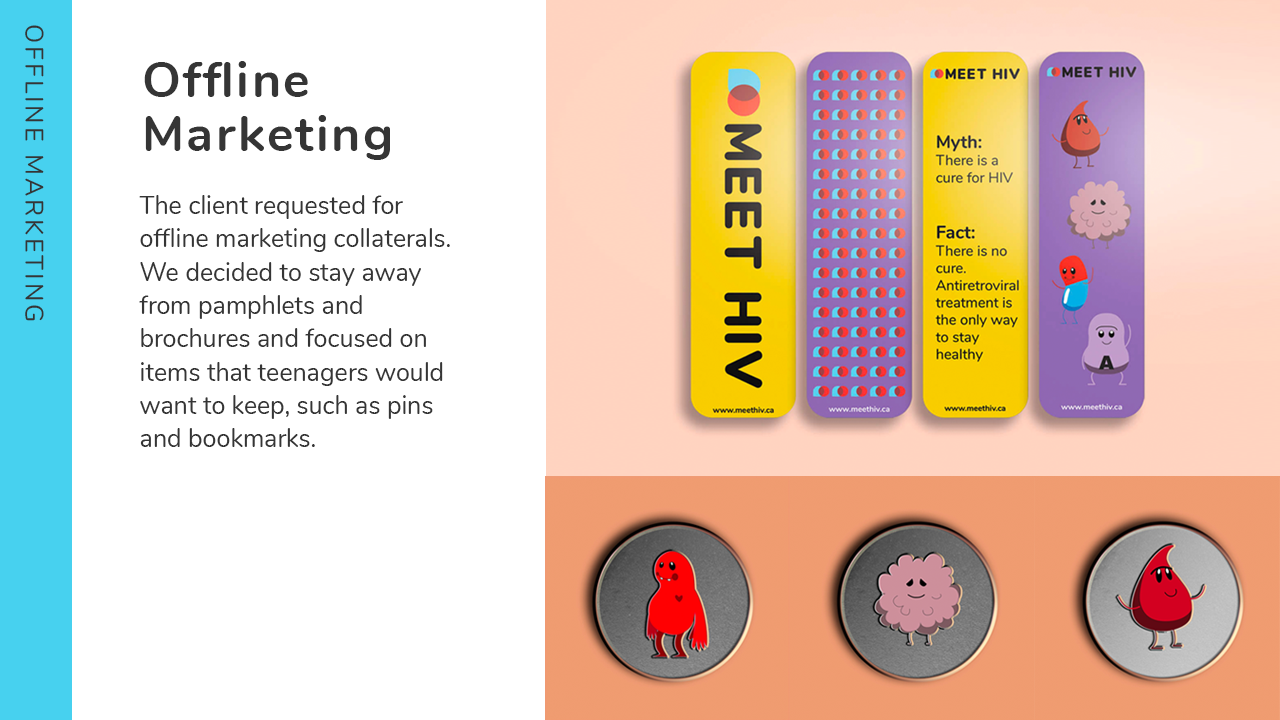 OFFLINE MARKETING
Offline
Marketing
The client requested for
offline marketing collaterals.
We decided to stay away
from pamphlets and
brochures and focused on
items that teenagers would
want to keep, such as pins
and bookmarks.
MEET HIV
www.meethiv.ca
www.meethiv.ca
MEET HIV
Myth:
There is a
cure for HIV
Fact:
There is no
cure.
Antiretroviral
treatment is
the only way
to stay
healthy
www.meethiv.ca
MEET HIV
A
www.meethiv.ca